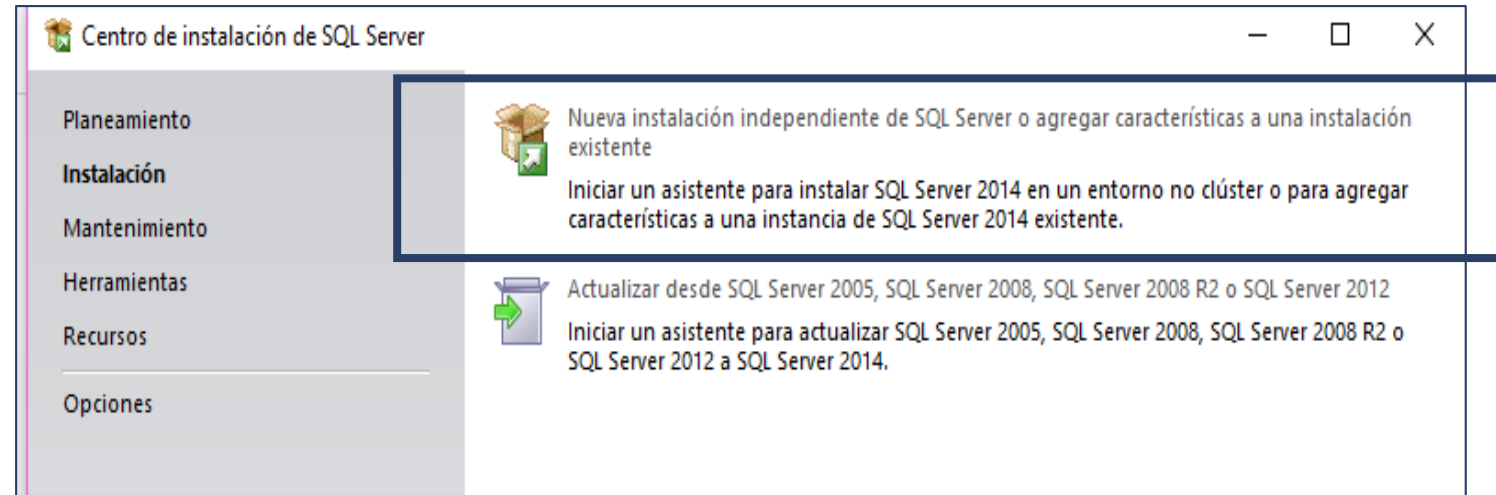 Centro de instalación de SQL Server
Planeamiento
Instalación
Mantenimiento
Herramientas
Recursos
Opciones
Nueva instalación independiente de SQL Server o agregar características a una instalación
existente
Iniciar un asistente para instalar SQL Server 2014 en un entorno no clúster o para agregar
características a una instancia de SQL Server 2014 existente.
Actualizar desde SQL Server 2005, SQL Server 2008, SQL Server 2008 R2 o SQL Server 2012
Iniciar un asistente para actualizar SQL Server 2005, SQL Server 2008, SQL Server 2008 R2 o
SQL Server 2012 a SQL Server 2014.